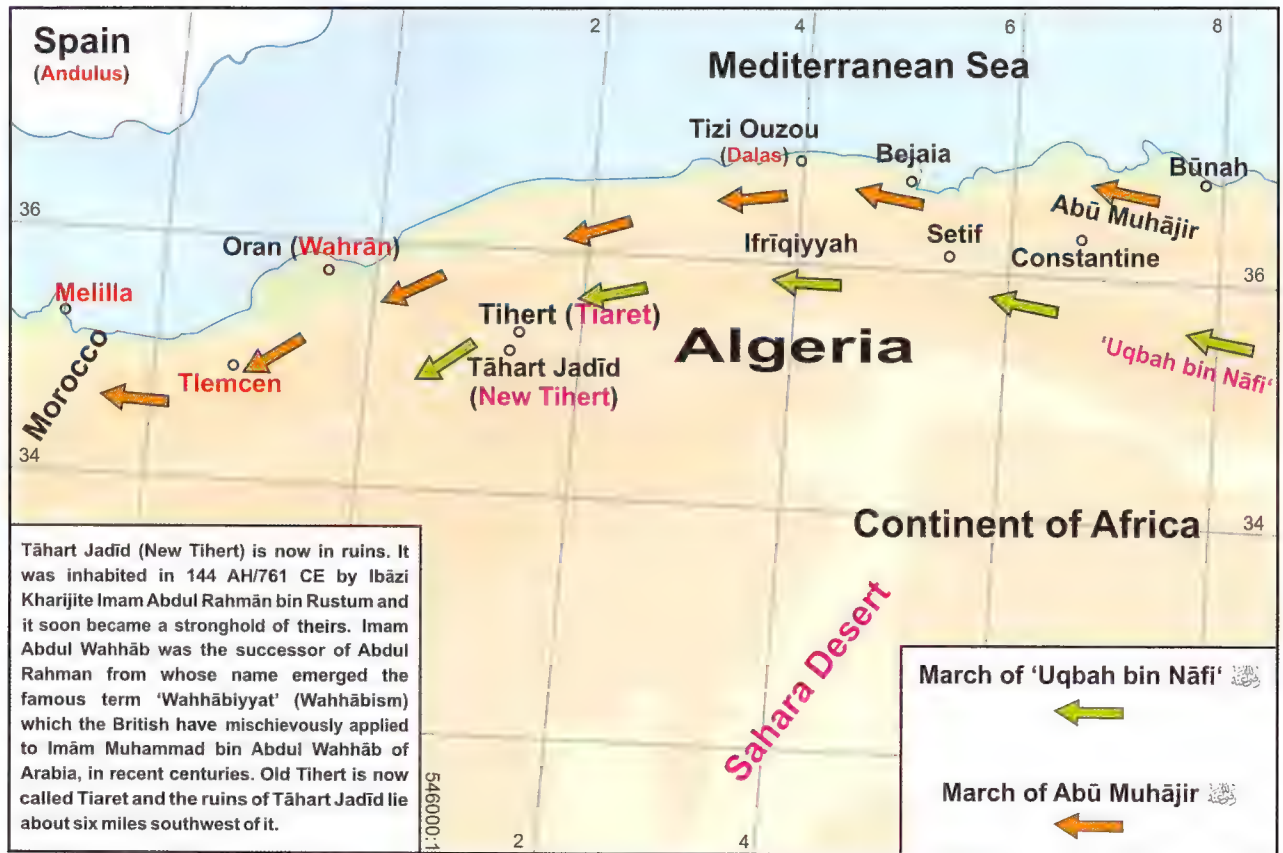 2
4
6
8
Spain
(Andulus)
Mediterranean Sea
Tizi Ouzou
(Dalas)
Bejaia
Būnah
36
Abū Muhājir
Oran (Wahrān)
Ifrīqiyyah
Setif
Constantine
36
Melilla
Tihert (Tiaret)
Algeria
'Uqbah bin Nāfi'
Tāhart Jadīd
(New Tihert)
Tlemcen
Morocco
34
Continent of Africa
34
Sahara Desert
Tāhart Jadīd (New Tihert) is now in ruins. It
was inhabited in 144 AH/761 CE by Ibāzi
Kharijite Imam Abdul Rahmān bin Rustum and
it soon became a stronghold of theirs. Imam
Abdul Wahhāb was the successor of Abdul
Rahman from whose name emerged the
famous term 'Wahhābiyyat' (Wahhābism)
which the British have mischievously applied
to Imām Muhammad bin Abdul Wahhāb of
Arabia, in recent centuries. Old Tihert is now
called Tiaret and the ruins of Tāhart Jadīd lie
about six miles southwest of it.
546000:1
2
4
March of 'Uqbah bin Nāfi'
March of Abū Muhājir